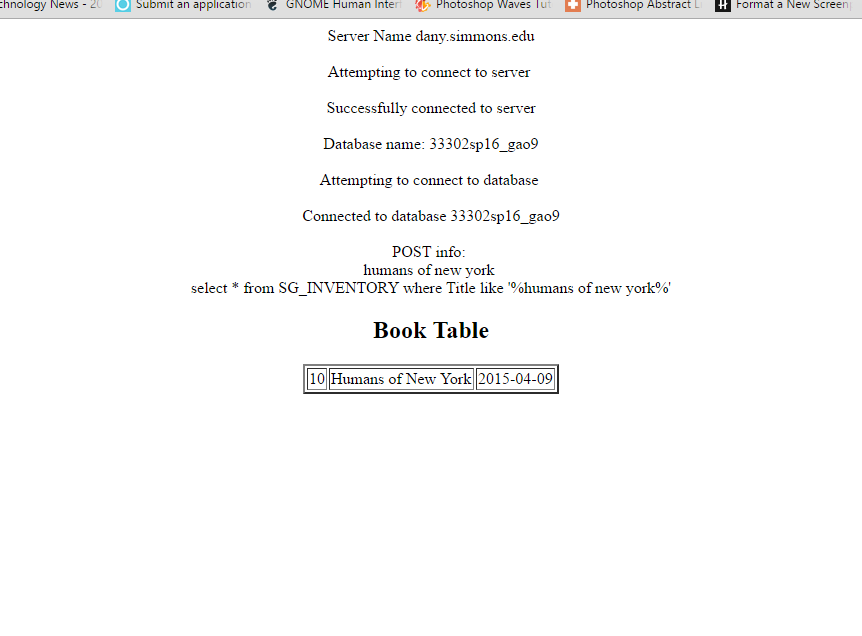 chnology News - 20 Submit an application GNOME Human Interf Photoshop Waves Tut Photoshop Abstract L Format a New Screenp
Server Name dany.simmons.edu
Attempting to connect to server
Successfully connected to server
Database name: 33302sp16_gao9
Attempting to connect to database
Connected to database 33302sp16_gao9
POST info:
humans of new york
select * from SG_INVENTORY where Title like '%humans of new york%'
Book Table
10 Humans of New York 2015-04-09